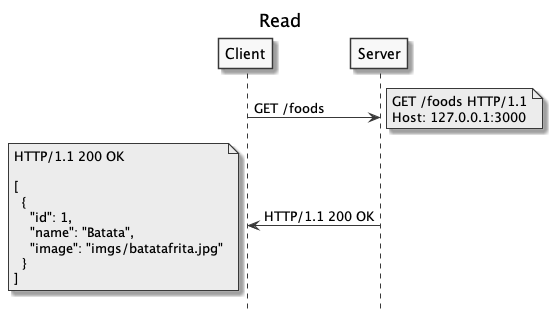 Read
Client
Server
GET /foods
GET /foods HTTP/1.1
Host: 127.0.0.1:3000
HTTP/1.1 200 OK
HTTP/1.1 200 OK
[
  {
    "id": 1,
    "name": "Batata",
    "image": "imgs/batatafrita.jpg"
  }
]